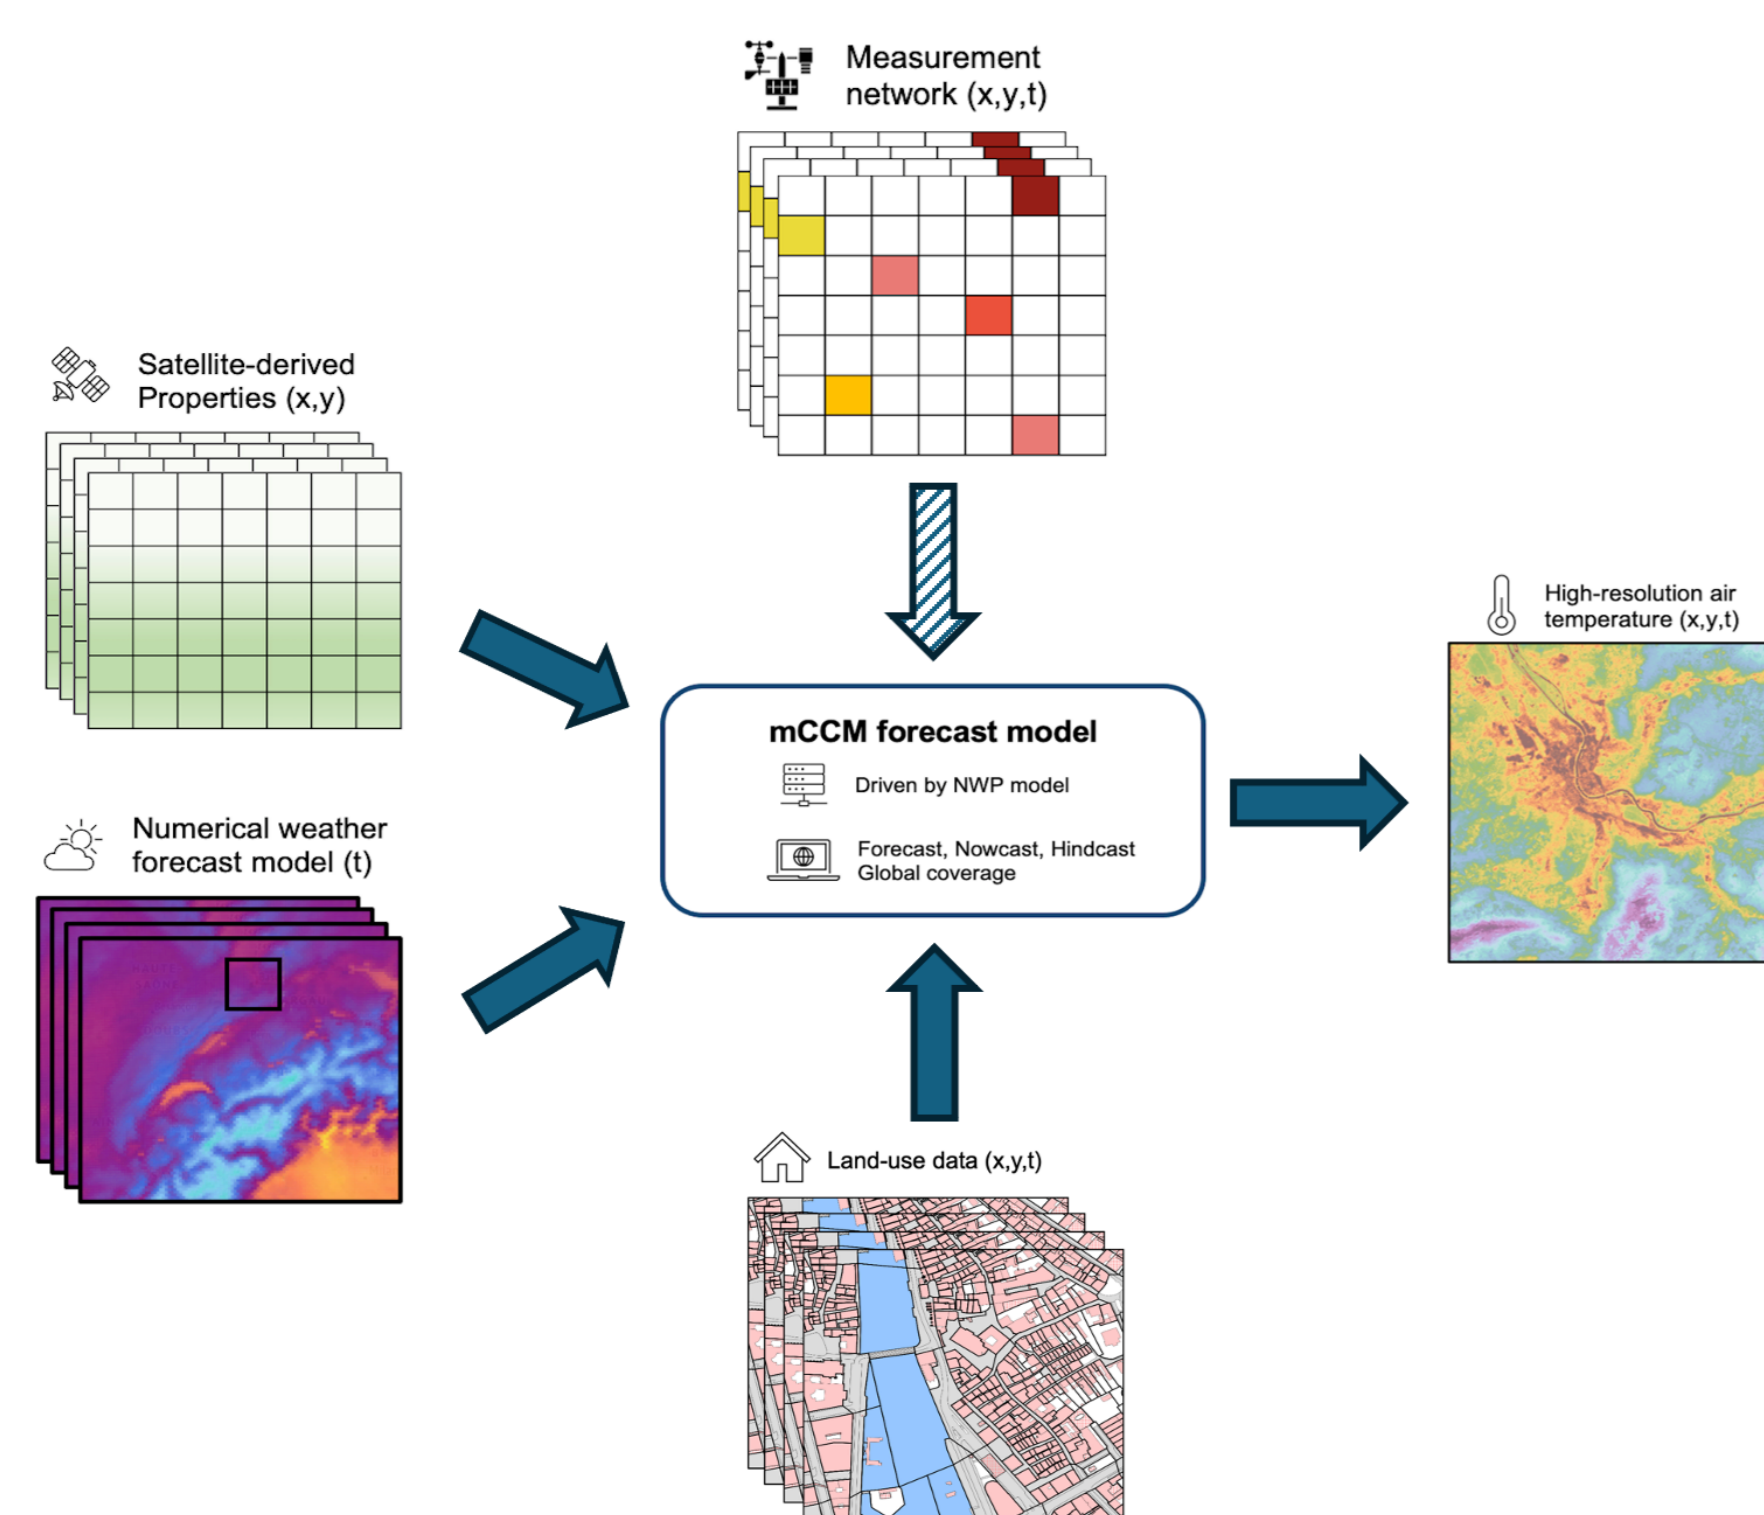 Measurement
network (x,y,t)
Satellite-derived
Properties (x,y)
High-resolution air
temperature (x,y,t)
mCCM forecast model
Driven by NWP model
Forecast, Nowcast, Hindcast
Global coverage
Numerical weather
forecast model (t)
Land-use data (x,y,t)